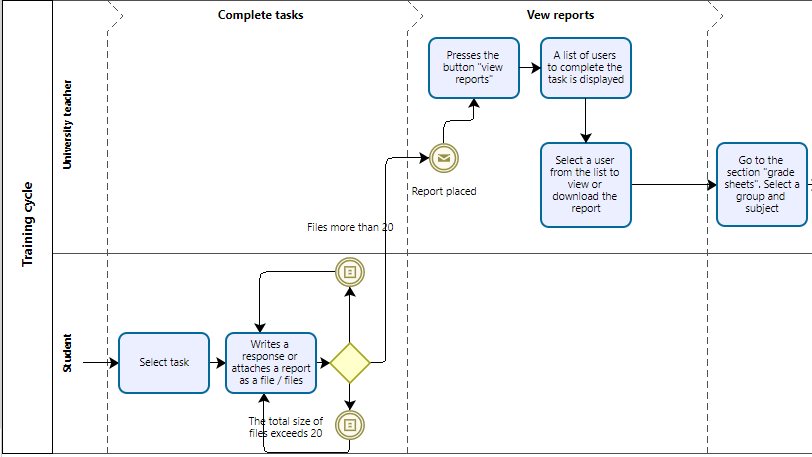 Complete tasks
Vew reports
Training cycle
University teacher
Presses the
button "view
reports"
A list of users
to complete the
task is displayed
Report placed
Select a user
from the list to
view or
download the
report
Go to the
section "grade
sheets". Select a
group and
subject
Files more than 20
Student
Select task
Writes a
response or
attaches a report
as a file / files
The total size of
files exceeds 20